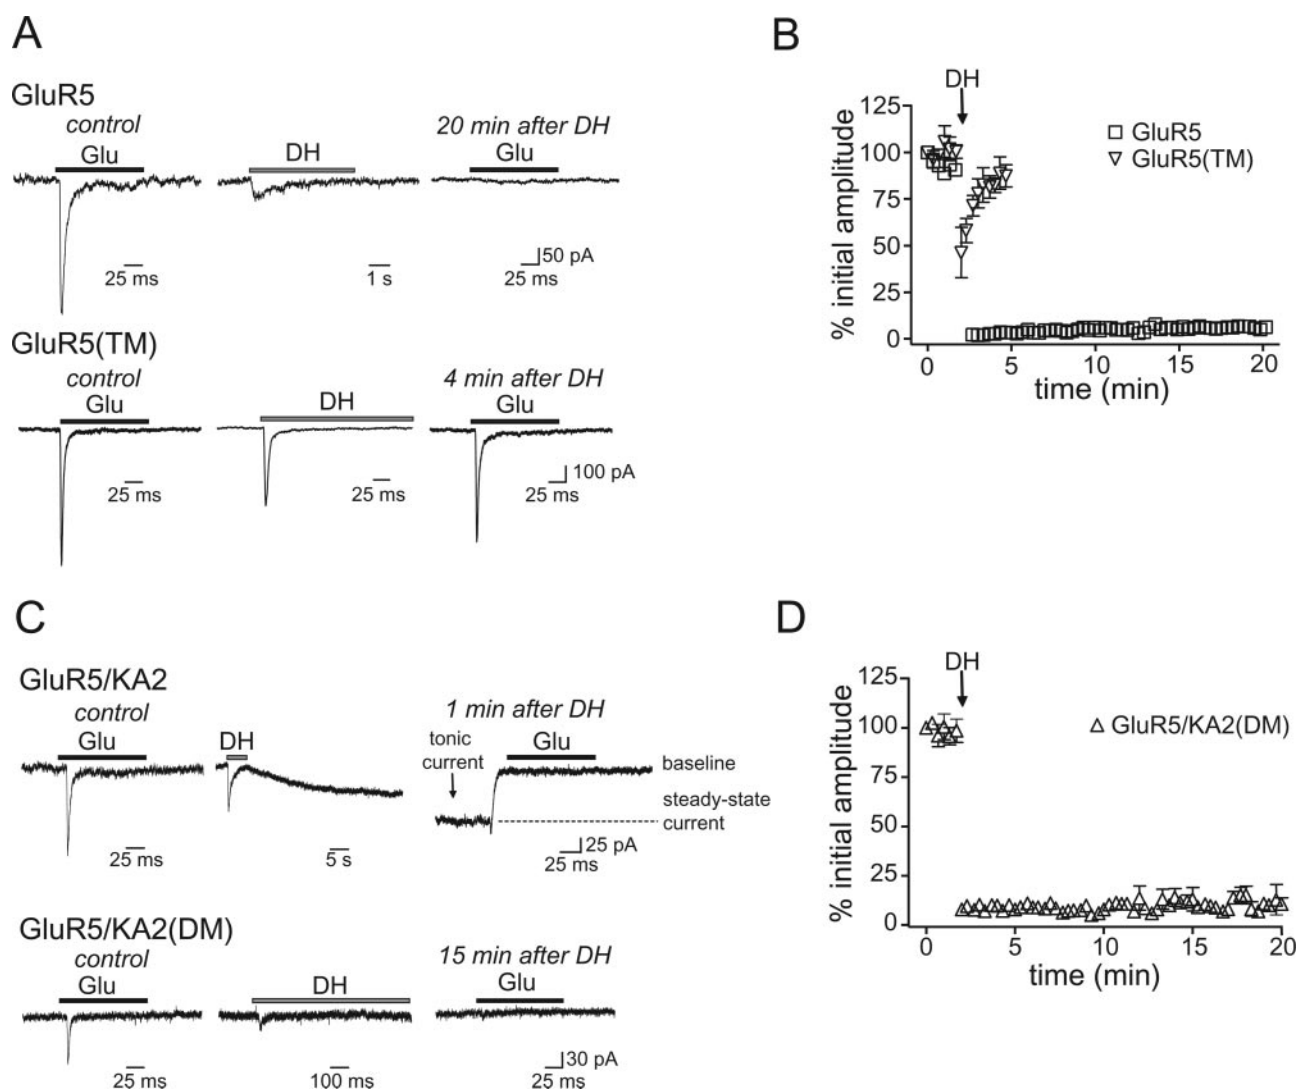 A
GluR5
control
Glu
DH
20 min after DH
Glu
25 ms
1 s
50 pA
25 ms
GluR5(TM)
control
Glu
DH
4 min after DH
Glu
25 ms
25 ms
100 pA
25 ms
B
DH
% initial amplitude
125
100
75
50
25
0
0 5 10 15 20
time (min)
GluR5
GluR5(TM)
C
GluR5/KA2
control
Glu
DH
1 min after DH
tonic
current
Glu
baseline
steady-state
current
25 ms
5 s
25 pA
25 ms
GluR5/KA2(DM)
control
Glu
DH
15 min after DH
Glu
25 ms
100 ms
30 pA
25 ms
D
DH
% initial amplitude
125
100
75
50
25
0
0 5 10 15 20
time (min)
GluR5/KA2(DM)